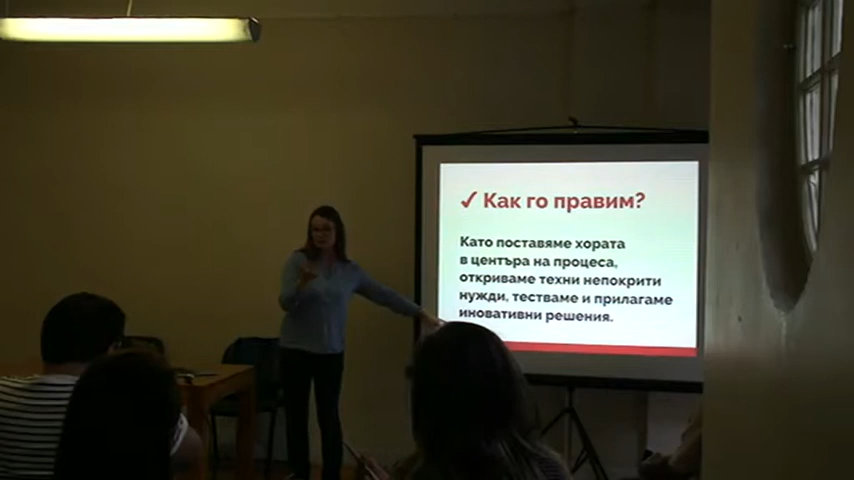 ✓ Как го правим?
Като поставяме хората
в центъра на процеса,
откриваме техни непокрити
нужди, тестваме и прилагаме
иновативни решения.